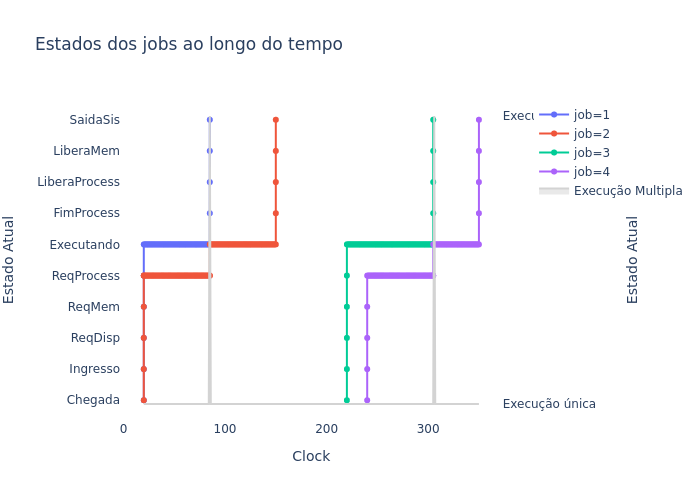 Estados dos jobs ao longo do tempo
SaidaSis
LiberaMem
LiberaProcess
FimProcess
Executando
ReqProcess
ReqMem
ReqDisp
Ingresso
Chegada
Estado Atual
0 100 200 300
Clock
Execução única
Estado Atual
job=1
job=2
job=3
job=4
Execução Multipla